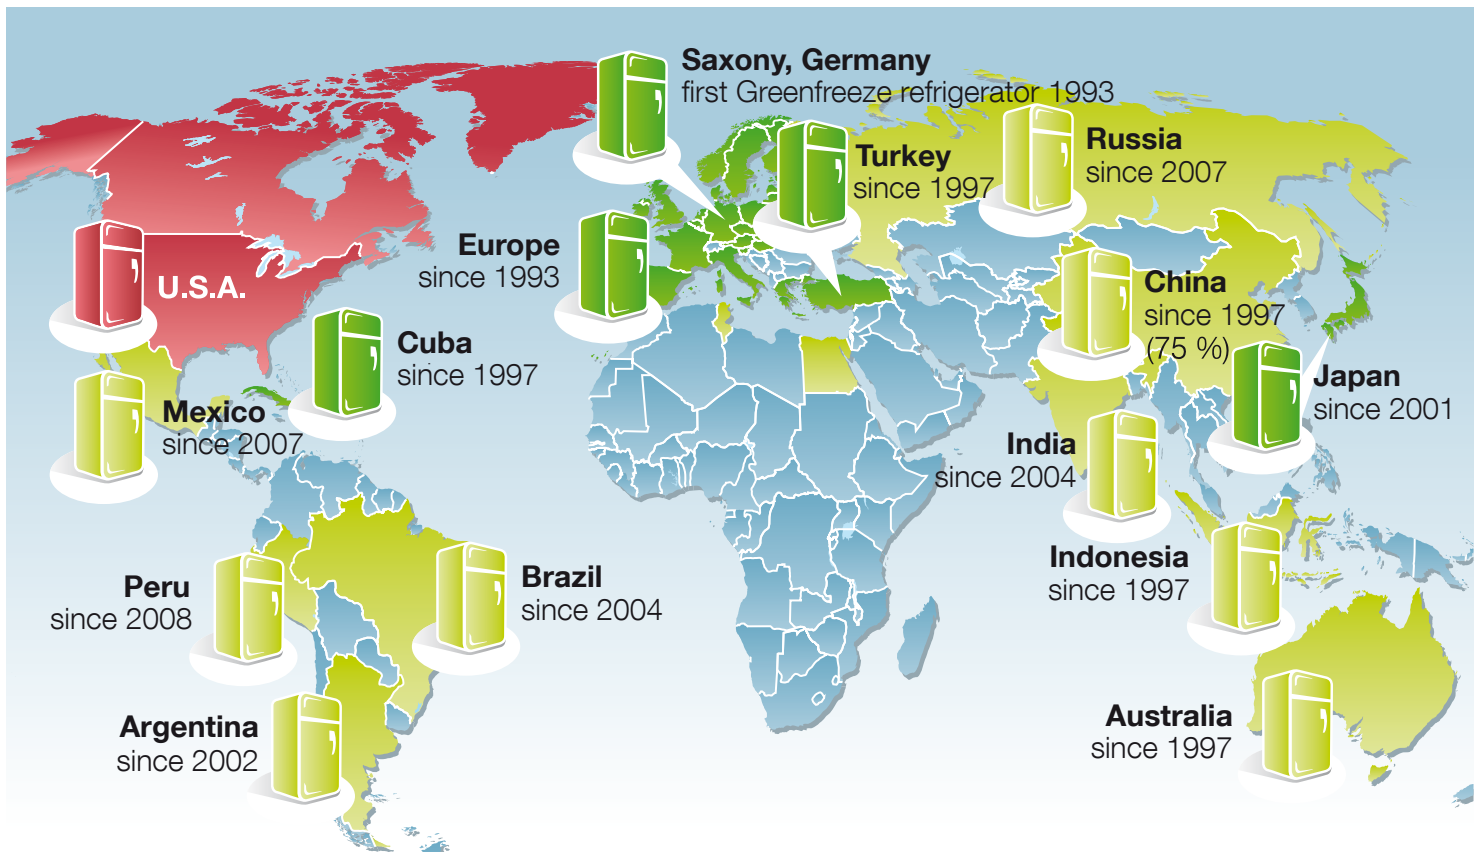 Saxony, Germany
first Greenfreeze refrigerator 1993
Turkey
since 1997
Russia
since 2007
Europe
since 1993
U.S.A.
China
since 1997
(75 %)
Cuba
since 1997
Japan
since 2001
Mexico
since 2007
India
since 2004
Indonesia
since 1997
Peru
since 2008
Brazil
since 2004
Argentina
since 2002
Australia
since 1997